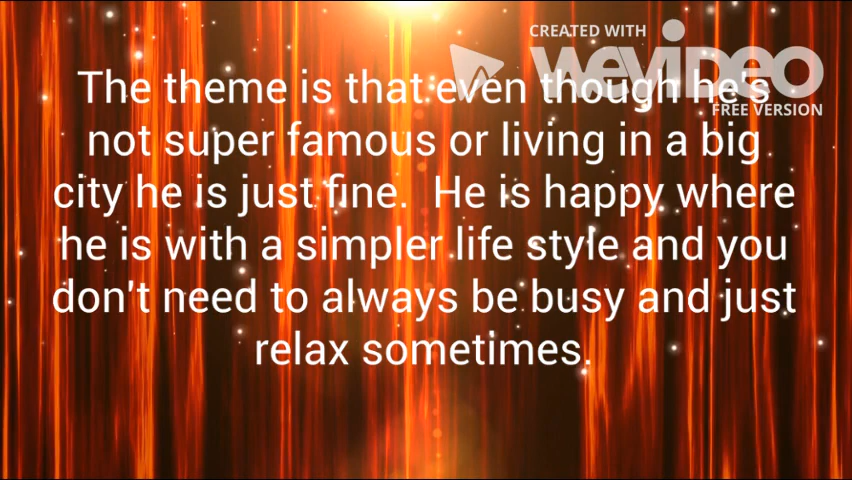 CREATED WITH
WEVIDEO
FREE VERSION
The theme is that even though he's
not super famous or living in a big
city he is just fine.  He is happy where
he is with a simpler life style and you
don't need to always be busy and just
relax sometimes.